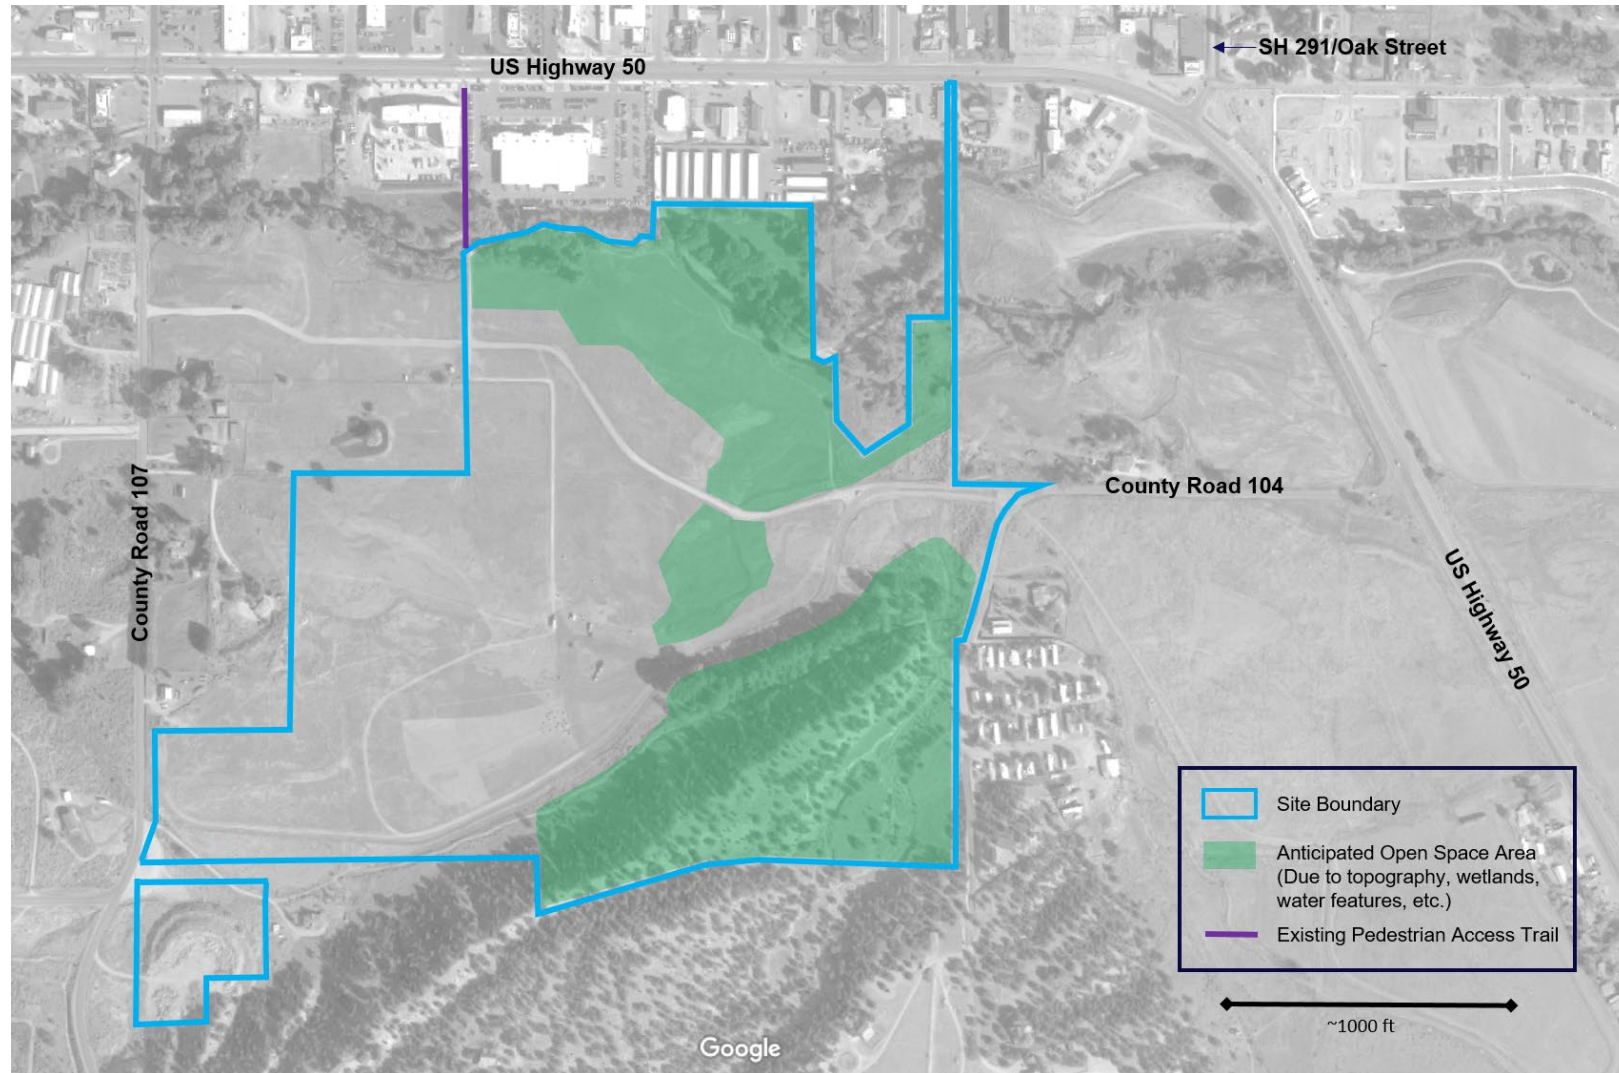 SH 291/Oak Street
US Highway 50
County Road 104
County Road 107
US Highway 50
Site Boundary
Anticipated Open Space Area
(Due to topography, wetlands,
water features, etc.)
Existing Pedestrian Access Trail
~1000 ft
Google